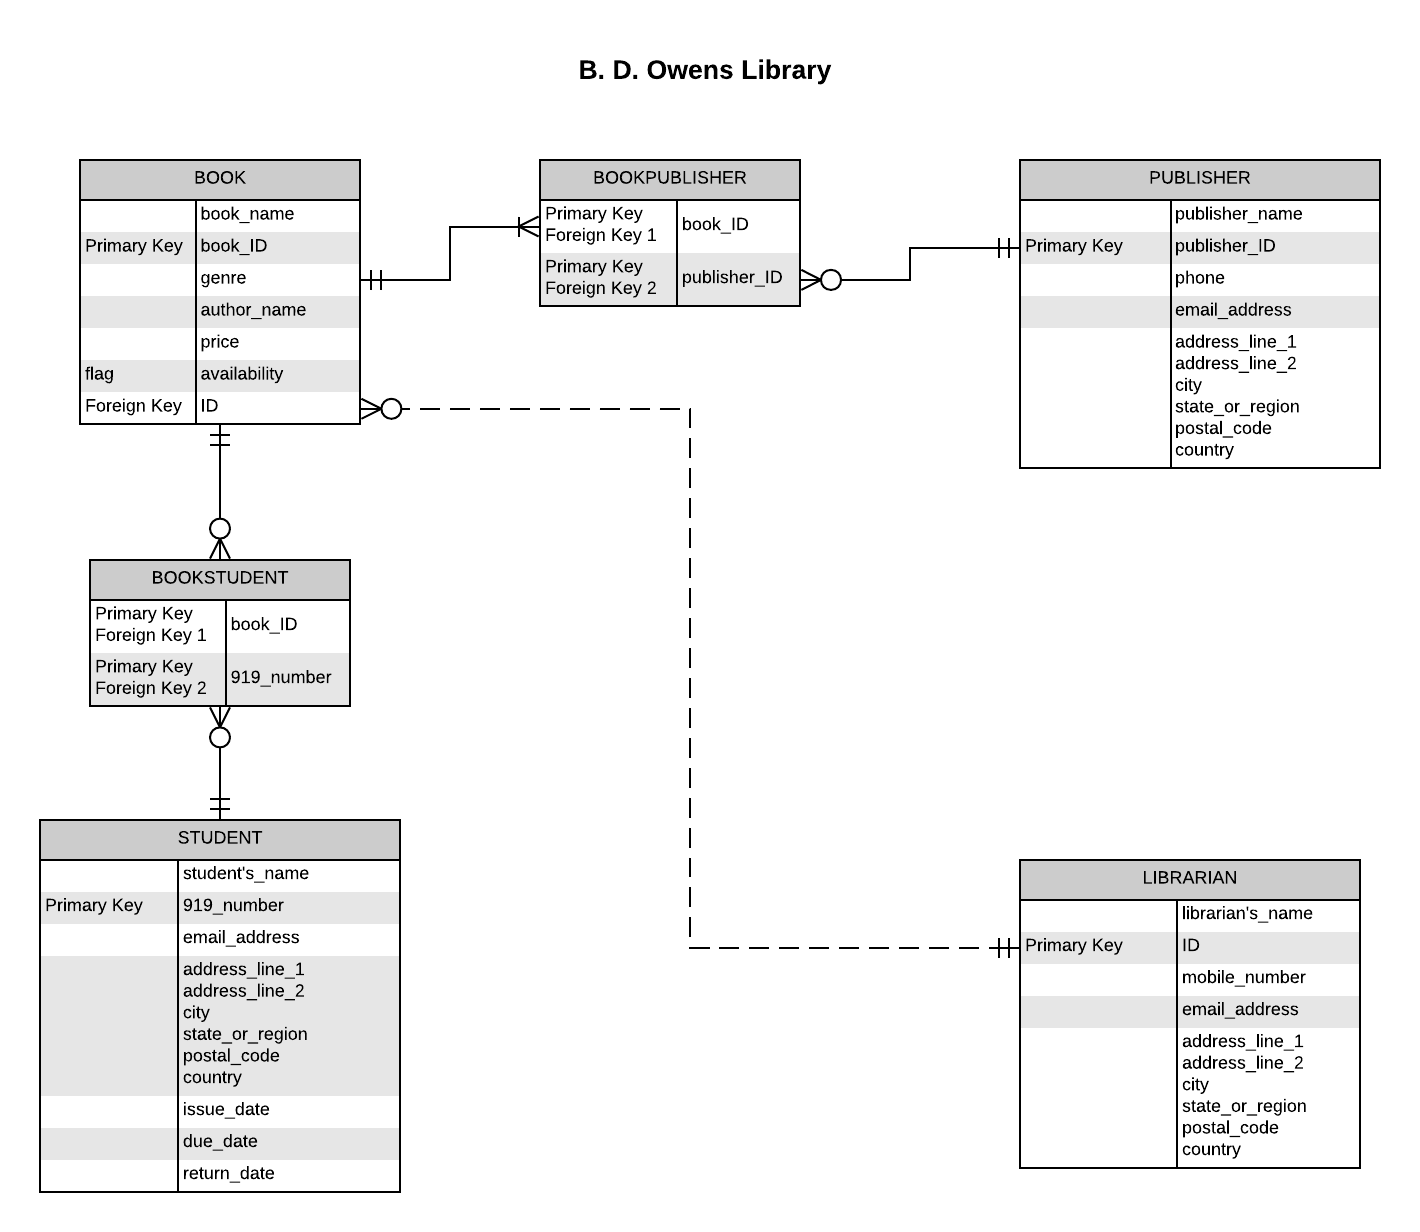 B. D. Owens Library
BOOK
book_name
Primary Key book_ID
genre
author_name
price
flag availability
Foreign Key ID
BOOKPUBLISHER
Primary Key
Foreign Key 1
book_ID
Primary Key
Foreign Key 2
publisher_ID
PUBLISHER
publisher_name
Primary Key publisher_ID
phone
email_address
address_line_1
address_line_2
city
state_or_region
postal_code
country
BOOKSTUDENT
Primary Key
Foreign Key 1
book_ID
Primary Key
Foreign Key 2
919_number
STUDENT
student's_name
Primary Key 919_number
email_address
address_line_1
address_line_2
city
state_or_region
postal_code
country
issue_date
due_date
return_date
LIBRARIAN
librarian's_name
Primary Key ID
mobile_number
email_address
address_line_1
address_line_2
city
state_or_region
postal_code
country